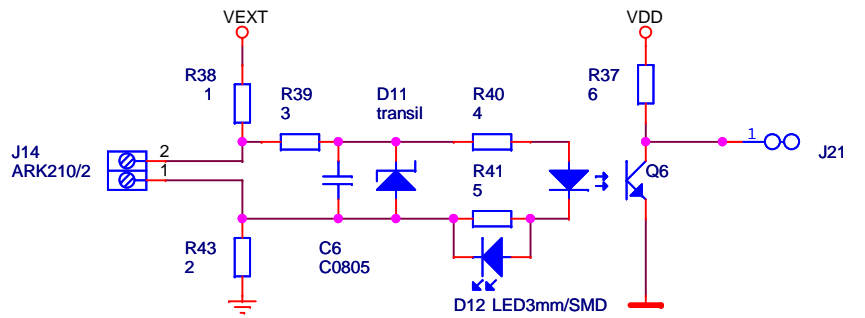 VEXT
VDD
R38
1
R39
3
D11
transil
R40
4
R37
6
J14
ARK210/2
2
1
R41
5
Q6
1
J21
R43
2
C6
C0805
D12 LED3mm/SMD